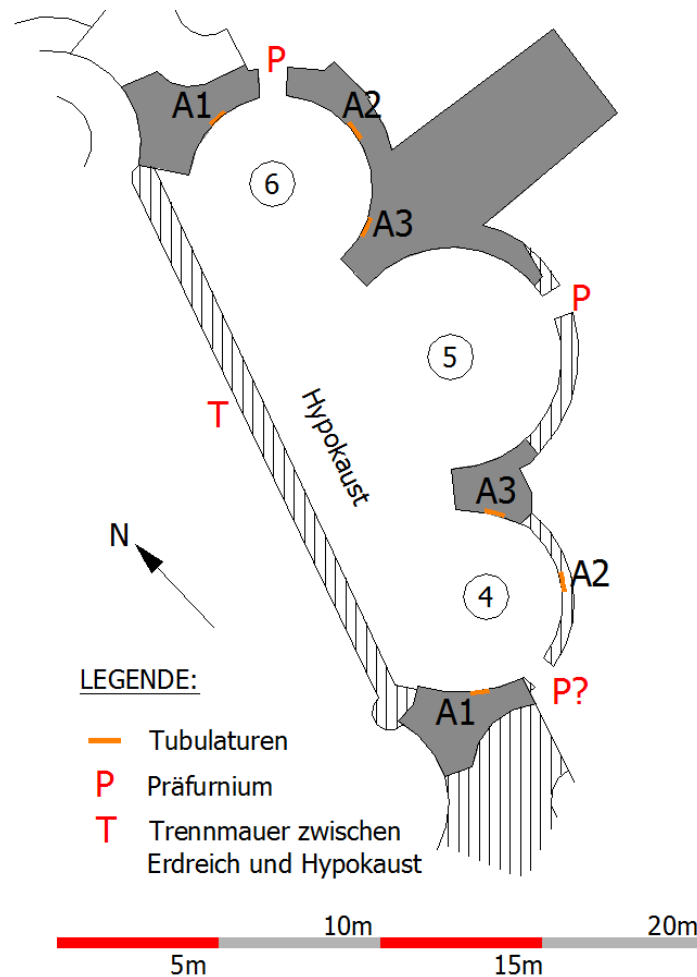 P
A1
A2
6
A3
P
5
T
Hypokaust
A3
N
A2
4
LEGENDE:
P?
A1
Tubulaturen
P Präfurnium
T Trennmauer zwischen
Erdreich und Hypokaust
10m
20m
5m
15m